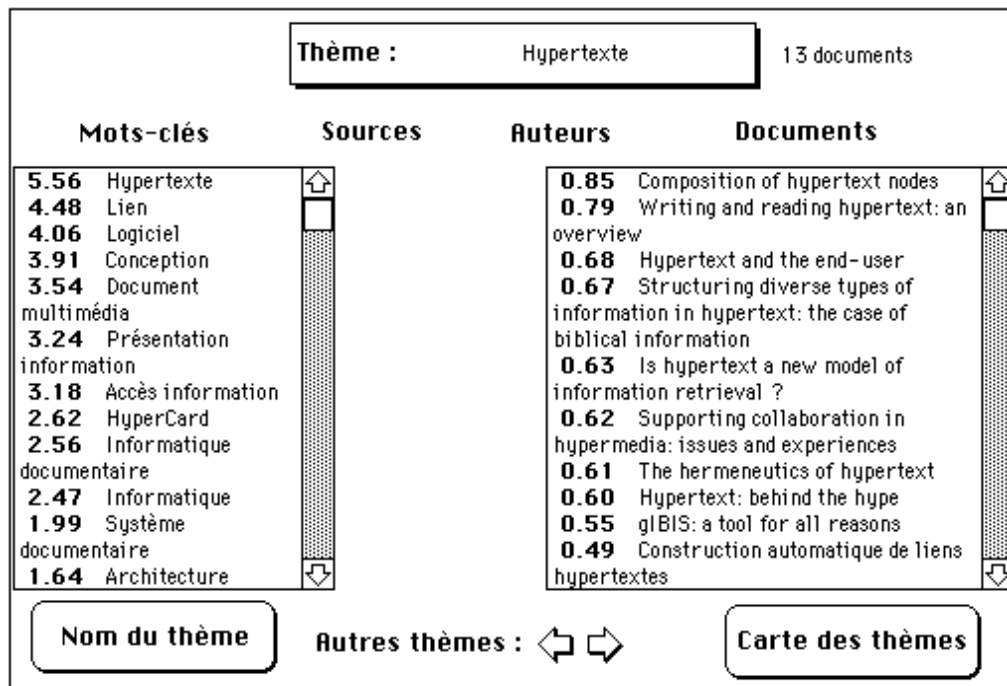 Thème : Hypertexte 13 documents
Mots-clés Sources Auteurs Documents
5.56 Hypertexte
4.48 Lien
4.06 Logiciel
3.91 Conception
3.54 Document
multimédia
3.24 Présentation
information
3.18 Accès information
2.62 HyperCard
2.56 Informatique
documentaire
2.47 Informatique
1.99 Système
documentaire
1.64 Architecture
0.85 Composition of hypertext nodes
0.79 Writing and reading hypertext: an
overview
0.68 Hypertext and the end-user
0.67 Structuring diverse types of
information in hypertext: the case of
biblical information
0.63 Is hypertext a new model of
information retrieval ?
0.62 Supporting collaboration in
hypermedia: issues and experiences
0.61 The hermeneutics of hypertext
0.60 Hypertext: behind the hype
0.55 gIBIS: a tool for all reasons
0.49 Construction automatique de liens
hypertextes
Nom du thème Autres thèmes : Carte des thèmes